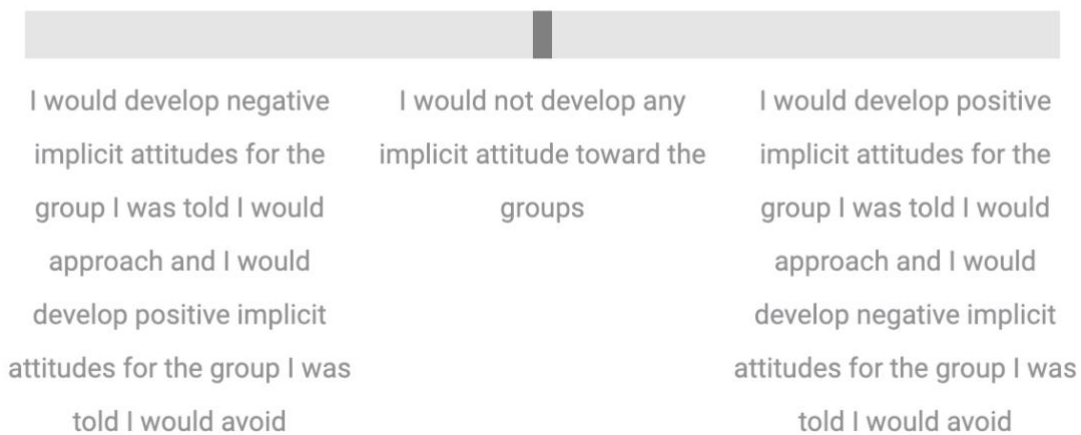 I would develop negative
implicit attitudes for the
group I was told I would
approach and I would
develop positive implicit
attitudes for the group I was
told I would avoid
I would not develop any
implicit attitude toward the
groups
I would develop positive
implicit attitudes for the
group I was told I would
approach and I would
develop negative implicit
attitudes for the group I was
told I would avoid